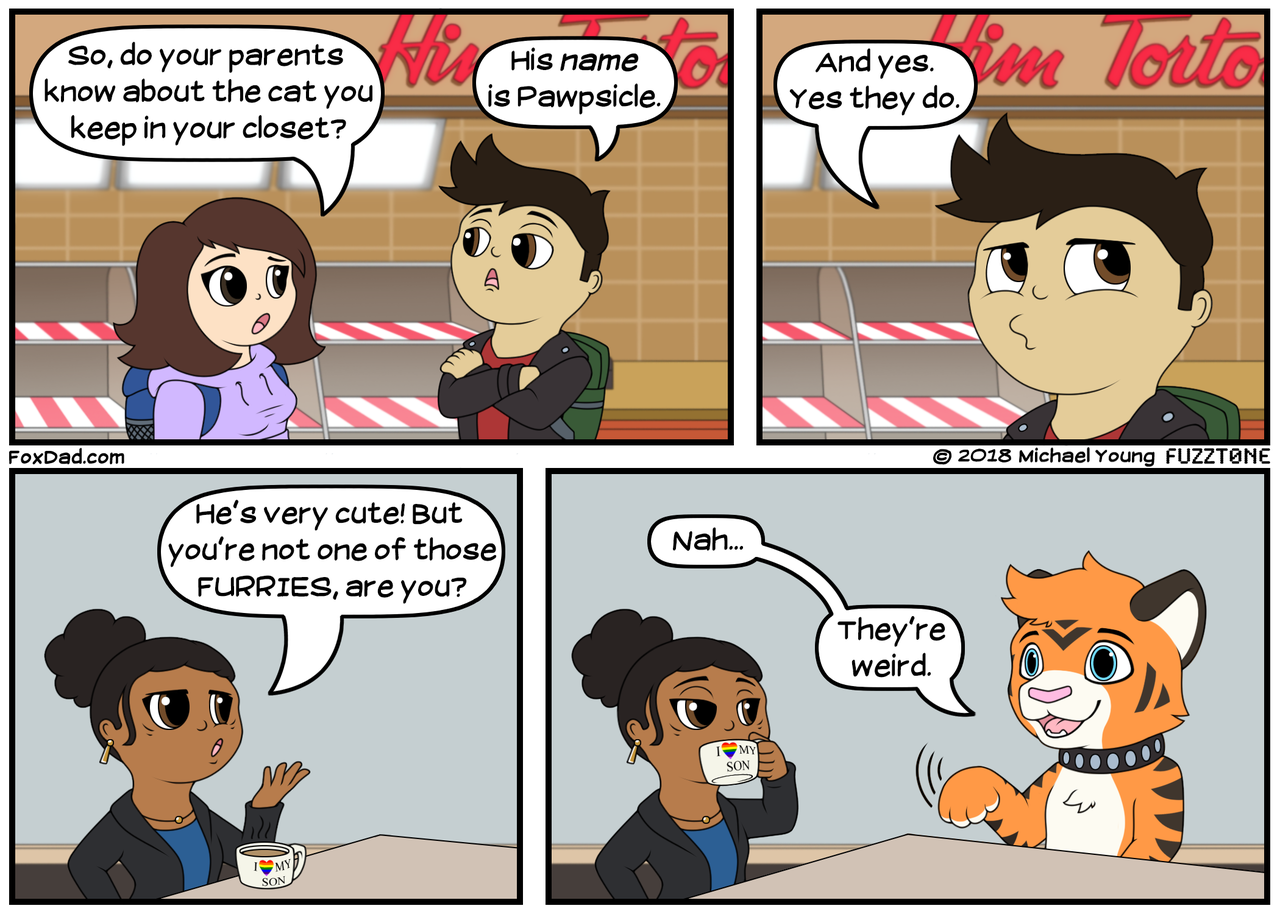 Him Torto
So, do your parents
know about the cat you
keep in your closet?
His name
is Pawpsicle.
Him Torto
And yes.
Yes they do.
FoxDad.com
© 2018 Michael Young FUZZTONE
He's very cute! But
you're not one of those
FURRIES, are you?
I MY
SON
Nah...
They're
weird.
I MY
SON